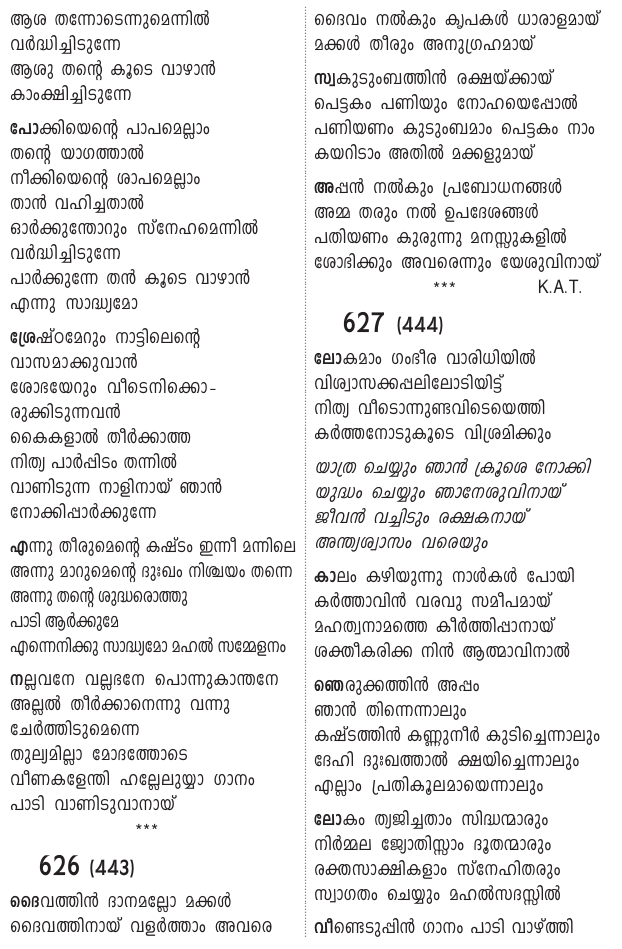 ആശ തന്നോടെന്നുമെന്നിൽ
വർദ്ധിച്ചിടുന്നേ
ആശു തന്റെ കൂടെ വാഴാൻ
കാംക്ഷിച്ചിടുന്നേ
പോക്കിയെന്റെ പാപമെല്ലാം
തന്റെ യാഗത്താൽ
നീക്കിയെന്റെ ശാപമെല്ലാം
താൻ വഹിച്ചതാൽ
ഓർക്കുന്തോറും സ്നേഹമെന്നിൽ
വർദ്ധിച്ചിടുന്നേ
പാർക്കുന്നേ തൻ കൂടെ വാഴാൻ
എന്നു സാദ്ധ്യമോ
ശ്രേഷ്ഠമേറും നാട്ടിലെന്റെ
വാസമാക്കുവാൻ
ശോഭയേറും വീടെനിക്കൊ-
രുക്കിടുന്നവൻ
കൈകളാൽ തീർക്കാത്ത
നിത്യ പാർപ്പിടം തന്നിൽ
വാണിടുന്ന നാളിനായ് ഞാൻ
നോക്കിപ്പാർക്കുന്നേ
എന്നു തീരുമെന്റെ കഷ്ടം ഇന്നീ മന്നിലെ
അന്നു മാറുമെന്റെ ദുഃഖം നിശ്ചയം തന്നെ
അന്നു തന്റെ ശുദ്ധരൊത്തു
പാടി ആർക്കുമേ
എന്നെനിക്കു സാദ്ധ്യമോ മഹൽ സമ്മേളനം
നല്ലവനേ വല്ലഭനേ പൊന്നുകാന്തനേ
അല്ലൽ തീർക്കാനെന്നു വന്നു
ചേർത്തിടുമെന്നെ
തുല്യമില്ലാ മോദത്തോടെ
വീണകളേന്തി ഹല്ലേലുയ്യാ ഗാനം
പാടി വാണിടുവാനായ്
***
626 (443)
ദൈവത്തിൻ ദാനമല്ലോ മക്കൾ
ദൈവത്തിനായ് വളർത്താം അവരെ
ദൈവം നൽകും കൃപകൾ ധാരാളമായ്
മക്കൾ തീരും അനുഗ്രഹമായ്
സ്വകുടുംബത്തിൻ രക്ഷയ്ക്കായ്
പെട്ടകം പണിയും നോഹയെപ്പോൽ
പണിയണം കുടുംബമാം പെട്ടകം നാം
കയറിടാം അതിൽ മക്കളുമായ്
അപ്പൻ നൽകും പ്രബോധനങ്ങൾ
അമ്മ തരും നൽ ഉപദേശങ്ങൾ
പതിയണം കുരുന്നു മനസ്സുകളിൽ
ശോഭിക്കും അവരെന്നും യേശുവിനായ്
*** K.A.T.
627 (444)
ലോകമാം ഗംഭീര വാരിധിയിൽ
വിശ്വാസക്കപ്പലിലോടിയിട്ട്
നിത്യ വീടൊന്നുണ്ടവിടെയെത്തി
കർത്തനോടുകൂടെ വിശ്രമിക്കും
യാത്ര ചെയ്യും ഞാൻ ക്രൂശെ നോക്കി
യുദ്ധം ചെയ്യും ഞാനേശുവിനായ്
ജീവൻ വച്ചിടും രക്ഷകനായ്
അന്ത്യശ്വാസം വരെയും
കാലം കഴിയുന്നു നാൾകൾ പോയി
കർത്താവിൻ വരവു സമീപമായ്
മഹത്വനാമത്തെ കീർത്തിപ്പാനായ്
ശക്തീകരിക്ക നിൻ ആത്മാവിനാൽ
ഞെരുക്കത്തിൻ അപ്പം
ഞാൻ തിന്നെന്നാലും
കഷ്ടത്തിൻ കണ്ണുനീർ കുടിച്ചെന്നാലും
ദേഹി ദുഃഖത്താൽ ക്ഷയിച്ചെന്നാലും
എല്ലാം പ്രതികൂലമായെന്നാലും
ലോകം ത്യജിച്ചതാം സിദ്ധന്മാരും
നിർമ്മല ജ്യോതിസ്സാം ദൂതന്മാരും
രക്തസാക്ഷികളാം സ്നേഹിതരും
സ്വാഗതം ചെയ്യും മഹൽസദസ്സിൽ
വീണ്ടെടുപ്പിൻ ഗാനം പാടി വാഴ്ത്തി